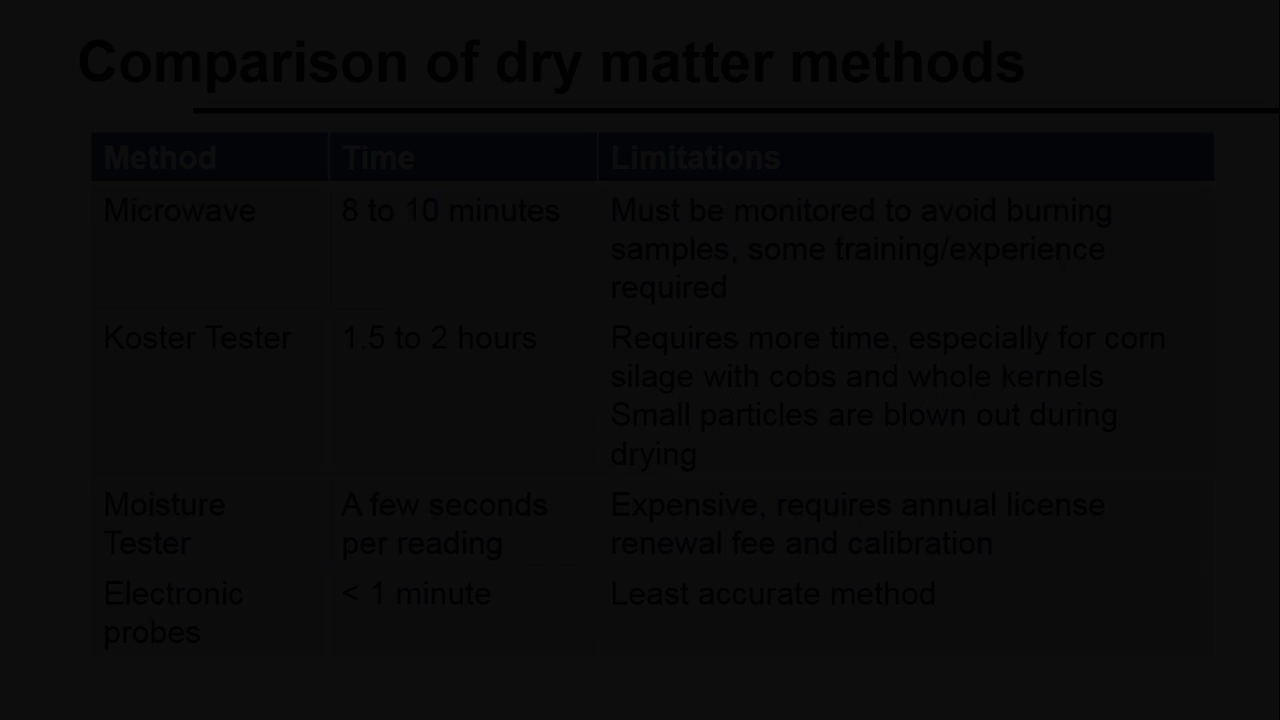 Comparison of dry matter methods
Method Time Limitations
Microwave 8 to 10 minutes Must be monitored to avoid burning
samples, some training/experience
required
Koster Tester 1.5 to 2 hours Requires more time, especially for corn
silage with cobs and whole kernels
Small particles are blown out during
drying
Moisture A few seconds Expensive, requires annual license
Tester per reading renewal fee and calibration
Electronic < 1 minute Least accurate method
probes